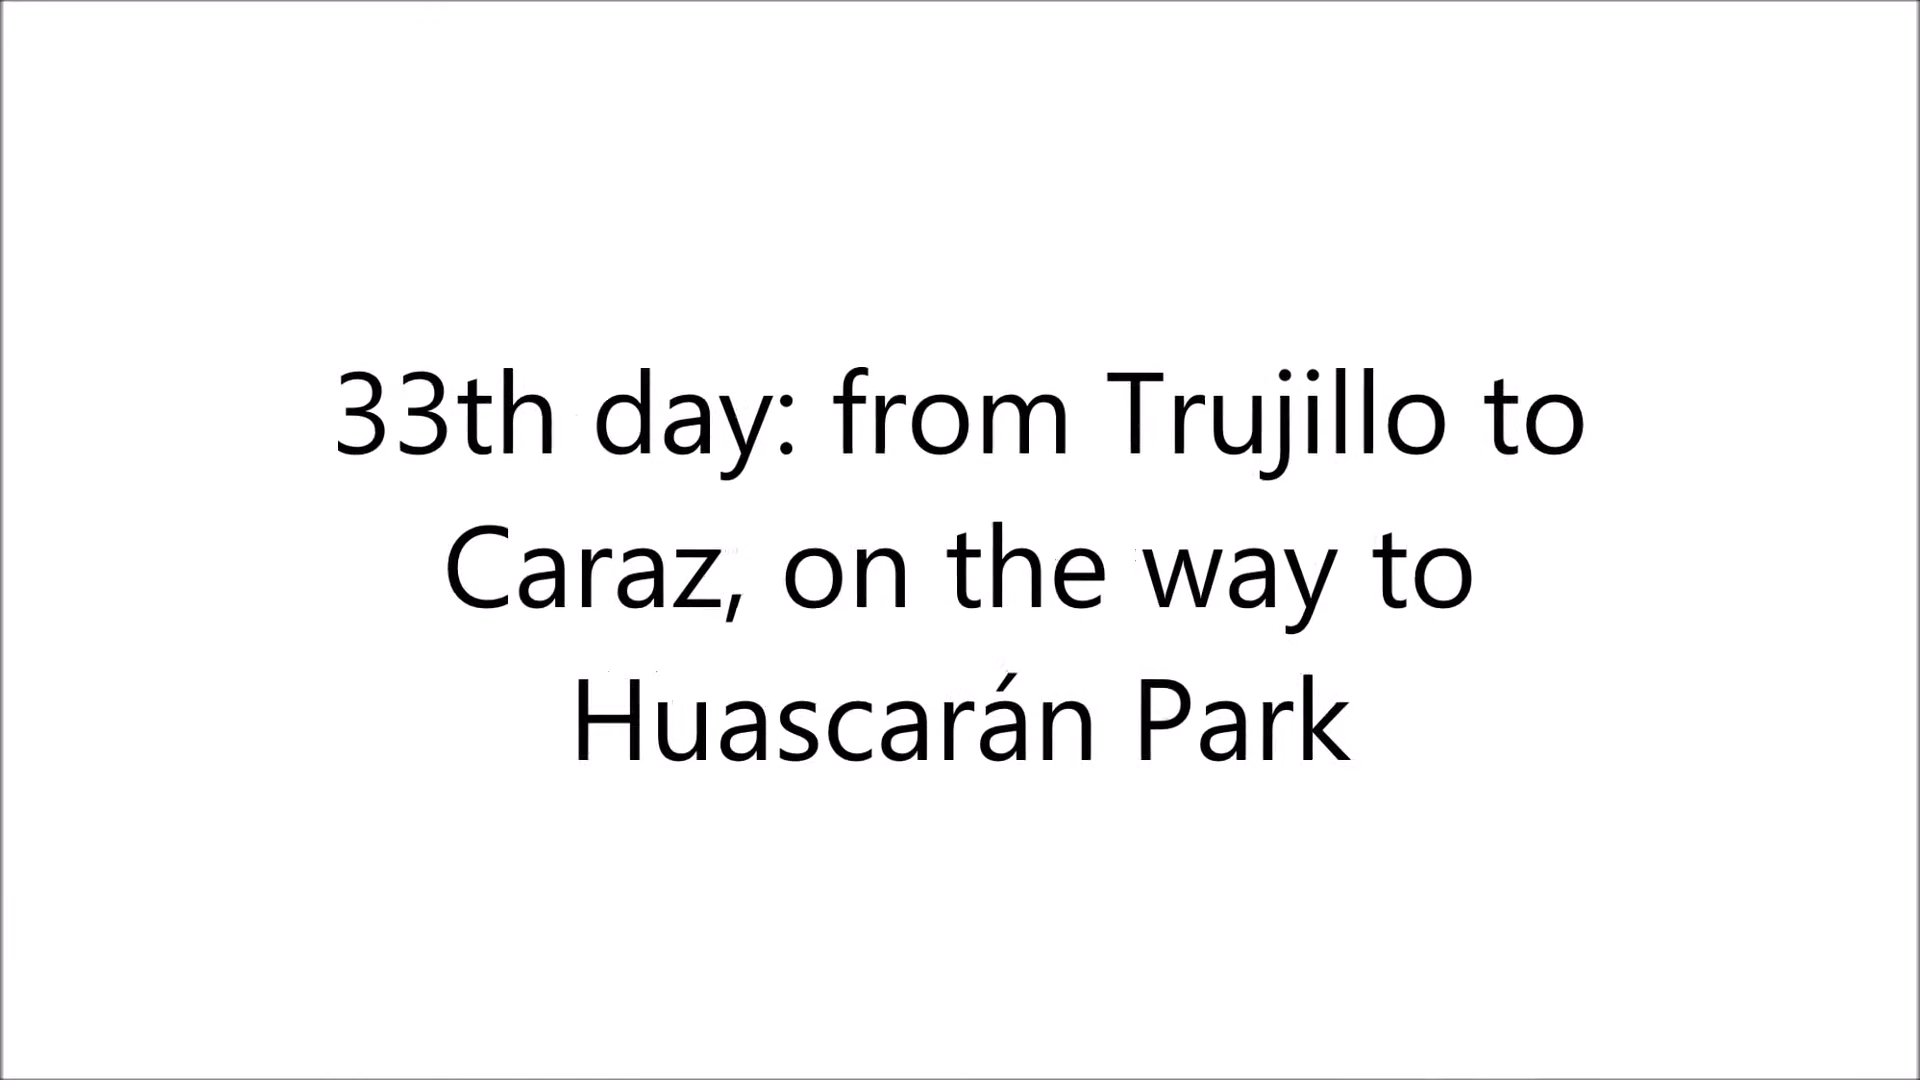 33th day: from Trujillo to
Caraz, on the way to
Huascarán Park